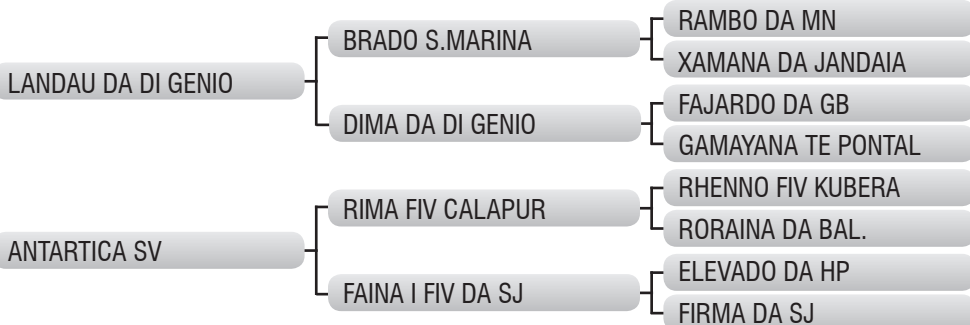 LANDAU DA DI GENIO
BRADO S.MARINA
RAMBO DA MN
XAMANA DA JANDAIA
DIMA DA DI GENIO
FAJARDO DA GB
GAMAYANA TE PONTAL
ANTARTICA SV
RIMA FIV CALAPUR
RHENNO FIV KUBERA
RORAINA DA BAL.
FAINA I FIV DA SJ
ELEVADO DA HP
FIRMA DA SJ